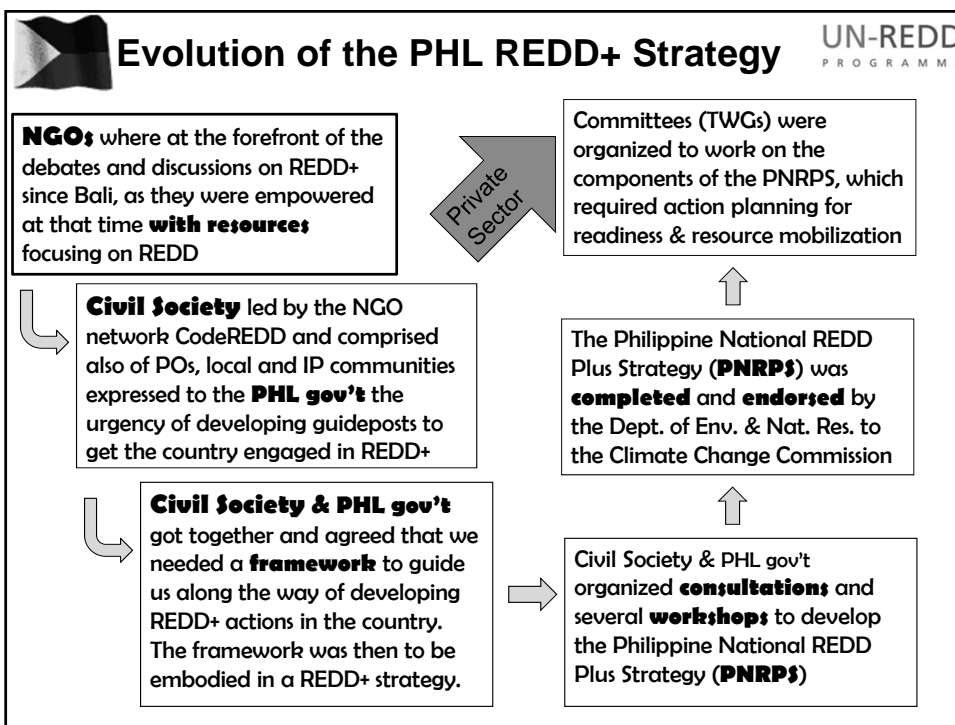 Evolution of the PHL REDD+ Strategy
UN-REDD
PROGRAMM
NGOs where at the forefront of the
debates and discussions on REDD+
since Bali, as they were empowered
at that time with resources
focusing on REDD
Civil Society led by the NGO
network CodeREDD and comprised
also of POs, local and IP communities
expressed to the PHL gov't the
urgency of developing guideposts to
get the country engaged in REDD+
Civil Society & PHL gov't
got together and agreed that we
needed a framework to guide
us along the way of developing
REDD+ actions in the country.
The framework was then to be
embodied in a REDD+ strategy.
Civil Society & PHL gov't
organized consultations and
several workshops to develop
the Philippine National REDD
Plus Strategy (PNRPS)
The Philippine National REDD
Plus Strategy (PNRPS) was
completed and endorsed by
the Dept. of Env. & Nat. Res. to
the Climate Change Commission
Committees (TWGs) were
organized to work on the
components of the PNRPS, which
required action planning for
readiness & resource mobilization
Private
Sector